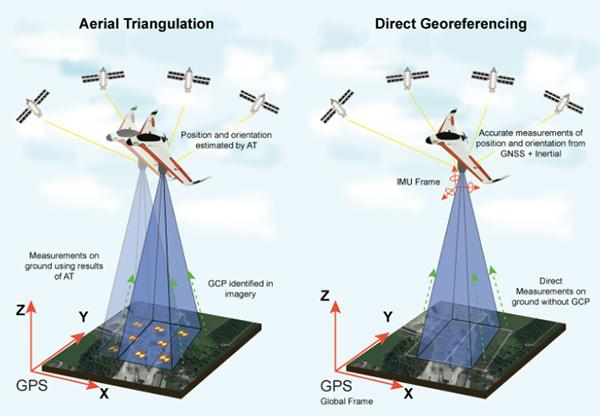 Aerial Triangulation
Position and orientation
estimated by AT
Measurements on
ground using results
of AT
GCP identified in
imagery
Z
Y
X
GPS
Direct Georeferencing
Accurate measurements of
position and orientation from
GNSS + Inertial
IMU Frame
Direct
Measurements on
ground without GCP
Z
Y
X
GPS
Global Frame